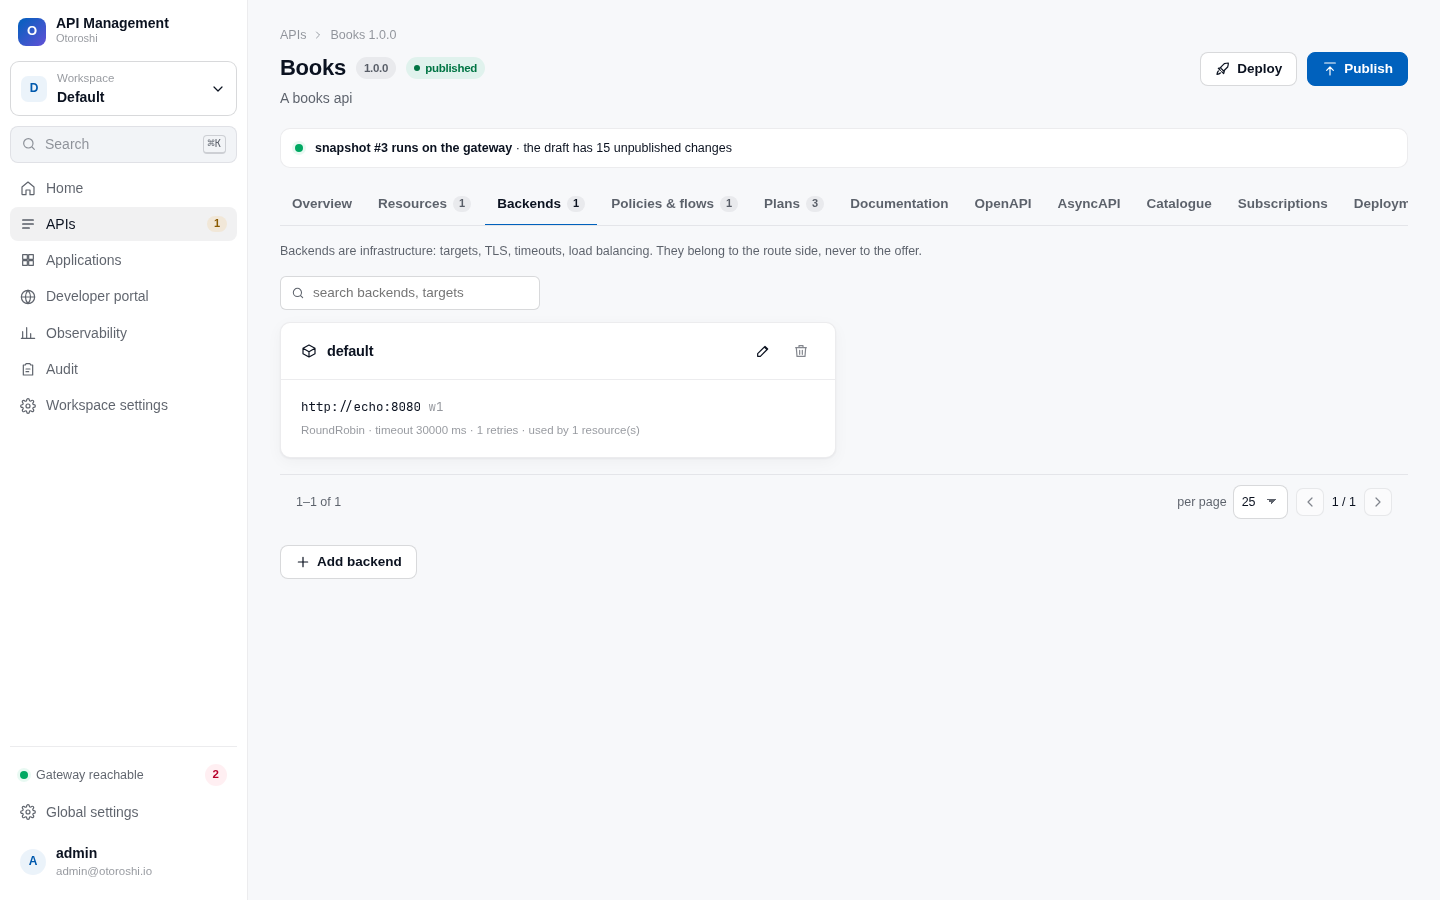 O
API Management
Otoroshi
D
Workspace
Default
Search
⌘K
Home
APIs
1
Applications
Developer portal
Observability
Audit
Workspace settings
Gateway reachable
2
Global settings
A
admin
admin@otoroshi.io
APIs
Books 1.0.0
Books
1.0.0
published
A books api
Deploy
Publish
snapshot #3 runs on the gateway · the draft has 15 unpublished changes
Overview
Resources 1
Backends 1
Policies & flows 1
Plans 3
Documentation
OpenAPI
AsyncAPI
Catalogue
Subscriptions
Deploym
Backends are infrastructure: targets, TLS, timeouts, load balancing. They belong to the route side, never to the offer.
search backends, targets
default
http://echo:8080 w1
RoundRobin · timeout 30000 ms · 1 retries · used by 1 resource(s)
1–1 of 1
per page
25
1 / 1
Add backend